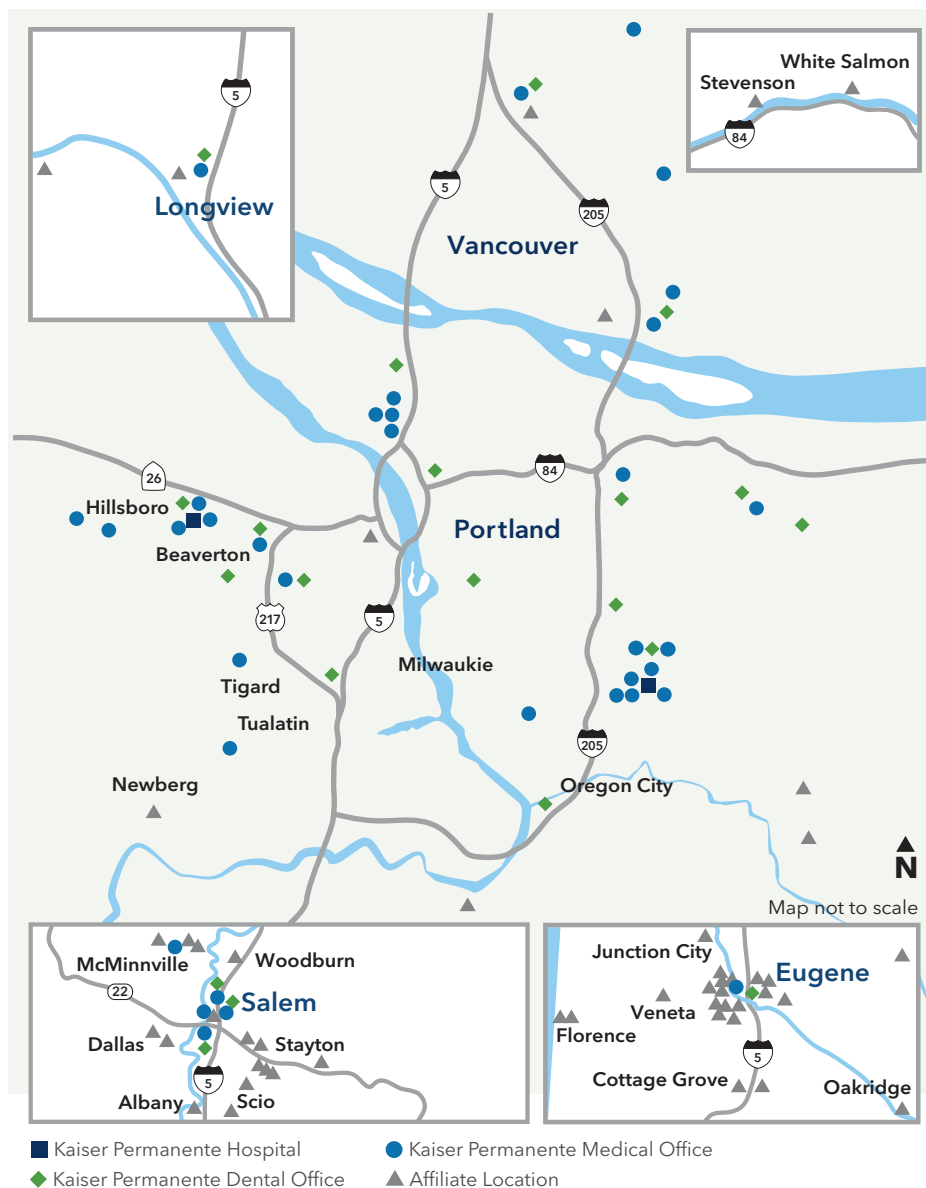 White Salmon
Stevenson
84
5
Longview
5
205
Vancouver
26
84
Hillsboro
Portland
Beaverton
217
5
Milwaukie
Tigard
Tualatin
205
Newberg
Oregon City
N
Map not to scale
McMinnville
Woodburn
22
Salem
Dallas
Stayton
5
Albany
Scio
Junction City
Eugene
Veneta
Florence
5
Cottage Grove
Oakridge
Kaiser Permanente Hospital
Kaiser Permanente Medical Office
Kaiser Permanente Dental Office
Affiliate Location